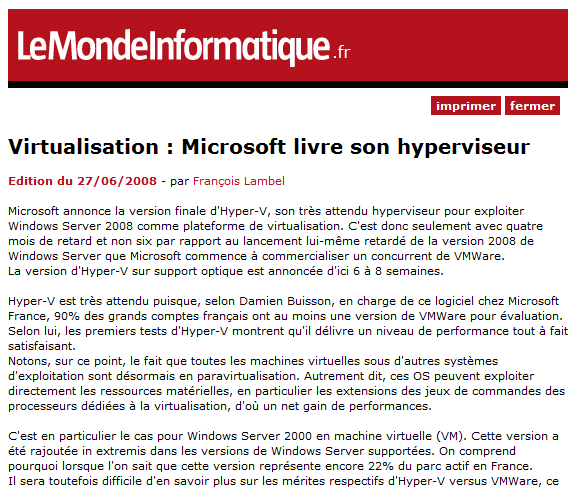 LeMondeInformatique.fr
imprimer fermer
Virtualisation : Microsoft livre son hyperviseur
Edition du 27/06/2008 - par François Lambel
Microsoft annonce la version finale d'Hyper-V, son très attendu hyperviseur pour exploiter
Windows Server 2008 comme plateforme de virtualisation. C'est donc seulement avec quatre
mois de retard et non six par rapport au lancement lui-même retardé de la version 2008 de
Windows Server que Microsoft commence à commercialiser un concurrent de VMWare.
La version d'Hyper-V sur support optique est annoncée d'ici 6 à 8 semaines.
Hyper-V est très attendu puisque, selon Damien Buisson, en charge de ce logiciel chez Microsoft
France, 90% des grands comptes français ont au moins une version de VMWare pour évaluation.
Selon lui, les premiers tests d'Hyper-V montrent qu'il délivre un niveau de performance tout à fait
satisfaisant.
Notons, sur ce point, le fait que toutes les machines virtuelles sous d'autres systèmes
d'exploitation sont désormais en paravirtualisation. Autrement dit, ces OS peuvent exploiter
directement les ressources matérielles, en particulier les extensions des jeux de commandes des
processeurs dédiées à la virtualisation, d'où un net gain de performances.
C'est en particulier le cas pour Windows Server 2000 en machine virtuelle (VM). Cette version a
été rajoutée in extremis dans les versions de Windows Server supportées. On comprend
pourquoi lorsque l'on sait que cette version représente encore 22% du parc actif en France.
Il sera toutefois difficile d'en savoir plus sur les mérites respectifs d'Hyper-V versus VMWare, ce